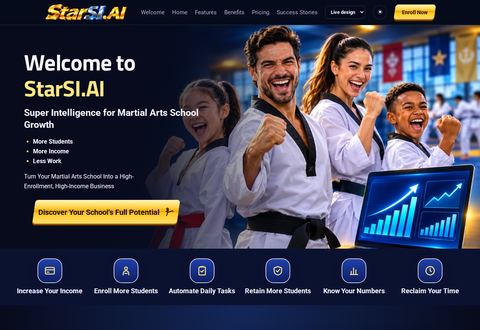 StarSI.AI
Welcome
Home
Features
Benefits
Pricing
Success Stories
Live design
Enroll Now
Welcome to
StarSI.AI
Super Intelligence for Martial Arts School
Growth
More Students
More Income
Less Work
Turn Your Martial Arts School Into a High-
Enrollment, High-Income Business
Discover Your School's Full Potential
Increase Your Income
Enroll More Students
Automate Daily Tasks
Retain More Students
Know Your Numbers
Reclaim Your Time